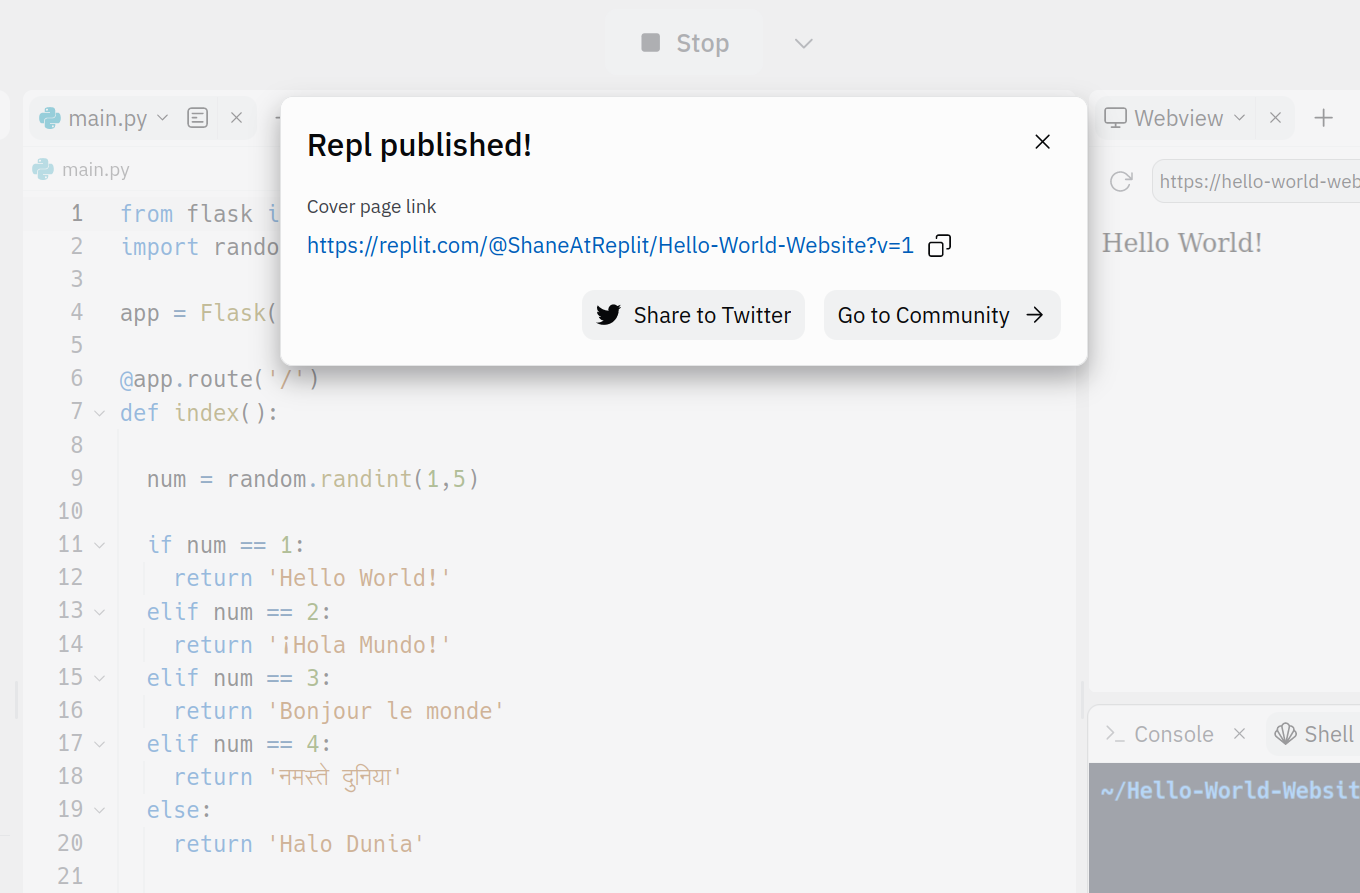 Stop
main.py
Webview
main.py
https://hello-world-web
Repl published!
Cover page link
https://replit.com/@ShaneAtReplit/Hello-World-Website?v=1
Share to Twitter
Go to Community
Hello World!
1 from flask i
2 import rando
3
4 app = Flask(
5
6 @app.route('/')
7 def index():
8
9 num = random.randint(1,5)
10
11 if num == 1:
12 return 'Hello World!'
13 elif num == 2:
14 return '¡Hola Mundo!'
15 elif num == 3:
16 return 'Bonjour le monde'
17 elif num == 4:
18 return 'नमस्ते दुनिया'
19 else:
20 return 'Halo Dunia'
21
Console
Shell
~/Hello-World-Websit